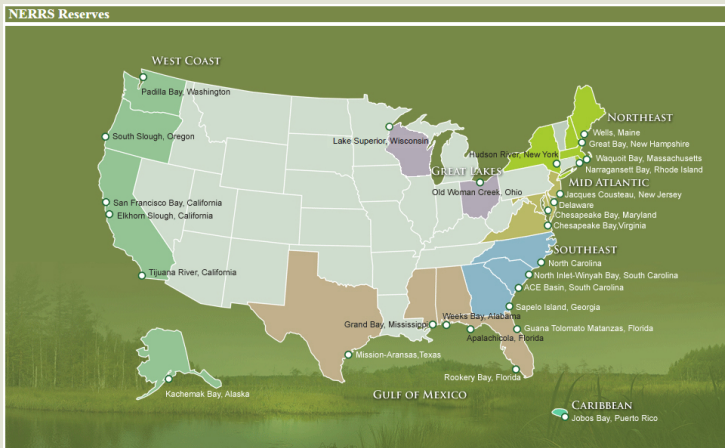 NERRS Reserves
WEST COAST
Padilla Bay, Washington
South Slough, Oregon
San Francisco Bay, California
Elkhorn Slough, California
Tijuana River, California
Kachemak Bay, Alaska
Lake Superior, Wisconsin
GREAT LAKES
Old Woman Creek, Ohio
NORTHEAST
Wells, Maine
Great Bay, New Hampshire
Hudson River, New York
Waquoit Bay, Massachusetts
Narragansett Bay, Rhode Island
MID ATLANTIC
Jacques Cousteau, New Jersey
Delaware
Chesapeake Bay, Maryland
Chesapeake Bay,Virginia
SOUTHEAST
North Carolina
North Inlet-Winyah Bay, South Carolina
ACE Basin, South Carolina
Sapelo Island, Georgia
Guana Tolomato Matanzas, Florida
Weeks Bay, Alabama
Grand Bay, Mississippi
Apalachicola, Florida
Mission-Aransas,Texas
Rookery Bay, Florida
GULF OF MEXICO
CARIBBEAN
Jobos Bay, Puerto Rico